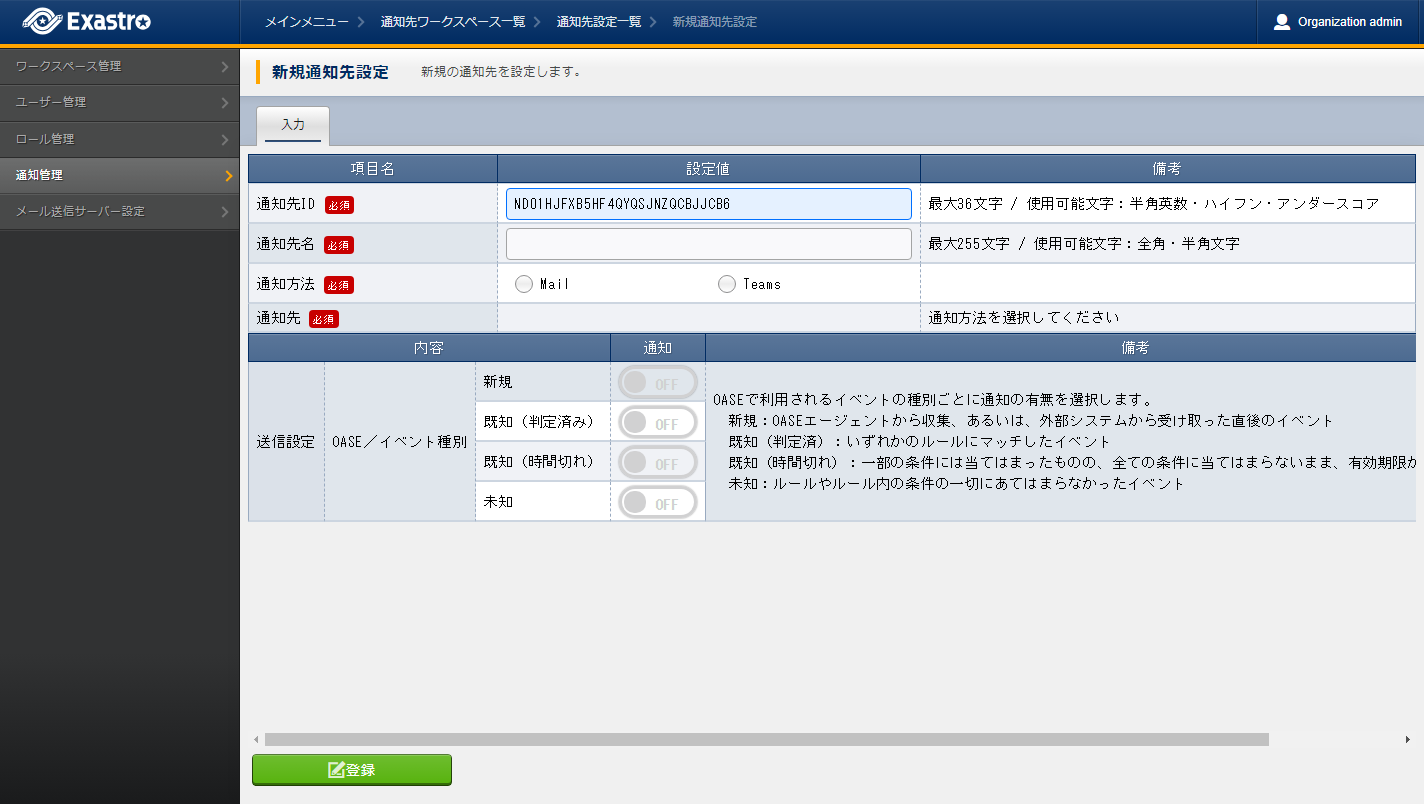 Exastro
メインメニュー
通知先ワークスペース一覧
通知先設定一覧
新規通知先設定
Organization admin
ワークスペース管理
ユーザー管理
ロール管理
通知管理
メール送信サーバー設定
新規通知先設定
新規の通知先を設定します。
入力
項目名 設定値 備考
通知先ID 必須 ND01HJFXB5HF4QYQSJNZQCBJJCB6 最大36文字 / 使用可能文字：半角英数・ハイフン・アンダースコア
通知先名 必須 最大255文字 / 使用可能文字：全角・半角文字
通知方法 必須 Mail Teams
通知先 必須 通知方法を選択してください
内容 通知 備考
送信設定 OASE／イベント種別
新規 OFF
既知（判定済み） OFF
既知（時間切れ） OFF
未知 OFF
OASEで利用されるイベントの種別ごとに通知の有無を選択します。
新規：OASEエージェントから収集、あるいは、外部システムから受け取った直後のイベント
既知（判定済）：いずれかのルールにマッチしたイベント
既知（時間切れ）：一部の条件には当てはまったものの、全ての条件に当てはまらないまま、有効期限が
未知：ルールやルール内の条件の一切にあてはまらなかったイベント
登録